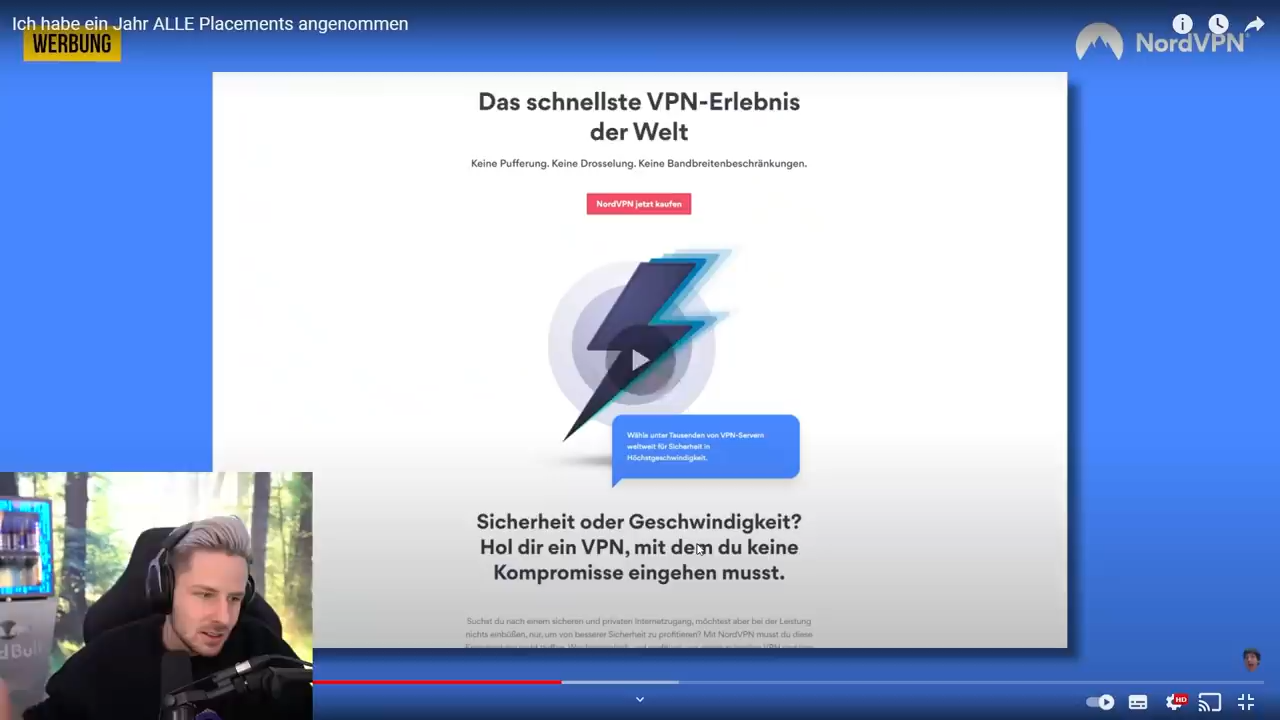 Ich habe ein Jahr ALLE Placements angenommen
WERBUNG
NordVPN
Das schnellste VPN-Erlebnis
der Welt
Keine Pufferung. Keine Drosselung. Keine Bandbreitenbeschränkungen.
NordVPN jetzt kaufen
Wähle unter Tausenden von VPN-Servern
weltweit für Sicherheit in
Höchstgeschwindigkeit.
Sicherheit oder Geschwindigkeit?
Hol dir ein VPN, mit dem du keine
Kompromisse eingehen musst.
Suchst du nach einem sicheren und privaten Internetzugang, möchtest aber bei der Leistung
nichts einbüßen, nur, um von besserer Sicherheit zu profitieren? Mit NordVPN musst du diese
HD